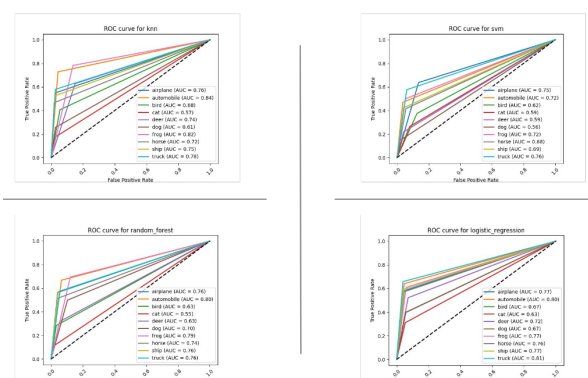 ROC curve for knn
True Positive Rate
1.0
0.8
0.6
0.4
0.2
0.0
airplane (AUC = 0.76)
automobile (AUC = 0.84)
bird (AUC = 0.68)
cat (AUC = 0.57)
deer (AUC = 0.74)
dog (AUC = 0.61)
frog (AUC = 0.82)
horse (AUC = 0.72)
ship (AUC = 0.75)
truck (AUC = 0.78)
0.0 0.2 0.4 0.6 0.8 1.0
False Positive Rate
ROC curve for svm
True Positive Rate
1.0
0.8
0.6
0.4
0.2
0.0
airplane (AUC = 0.75)
automobile (AUC = 0.72)
bird (AUC = 0.62)
cat (AUC = 0.59)
deer (AUC = 0.59)
dog (AUC = 0.56)
frog (AUC = 0.72)
horse (AUC = 0.68)
ship (AUC = 0.69)
truck (AUC = 0.76)
0.0 0.2 0.4 0.6 0.8 1.0
False Positive Rate
ROC curve for random_forest
True Positive Rate
1.0
0.8
0.6
0.4
0.2
0.0
airplane (AUC = 0.76)
automobile (AUC = 0.80)
bird (AUC = 0.63)
cat (AUC = 0.55)
deer (AUC = 0.63)
dog (AUC = 0.70)
frog (AUC = 0.79)
horse (AUC = 0.74)
ship (AUC = 0.76)
truck (AUC = 0.76)
0.0 0.2 0.4 0.6 0.8 1.0
ROC curve for logistic_regression
True Positive Rate
1.0
0.8
0.6
0.4
0.2
0.0
airplane (AUC = 0.77)
automobile (AUC = 0.80)
bird (AUC = 0.67)
cat (AUC = 0.63)
deer (AUC = 0.72)
dog (AUC = 0.67)
frog (AUC = 0.77)
horse (AUC = 0.76)
ship (AUC = 0.77)
truck (AUC = 0.81)
0.0 0.2 0.4 0.6 0.8 1.0